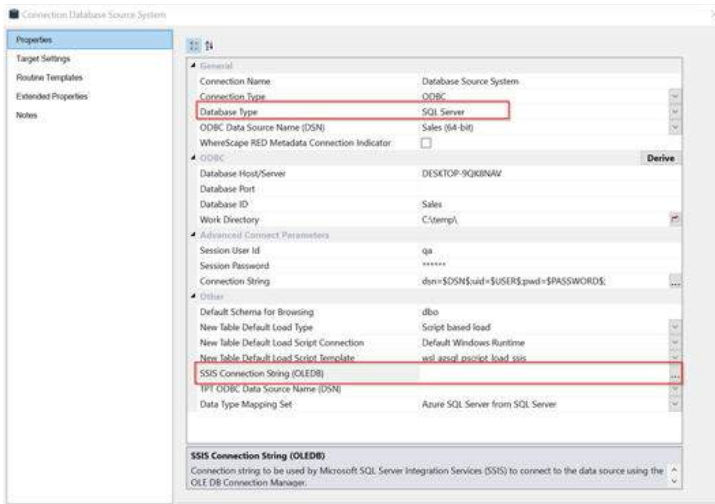 Connection Database Source System
Properties
Target Settings
Routine Templates
Extended Properties
Notes
General
Connection Name Database Source System
Connection Type ODBC
Database Type SQL Server
ODBC Data Source Name (DSN) Sales (64-bit)
WhereScape RED Metadata Connection Indicator
ODBC Derive
Database Host/Server DESKTOP-9QK8NAV
Database Port
Database ID Sales
Work Directory C:\temp\
Advanced Connect Parameters
Session User Id qa
Session Password ******
Connection String dsn=$DSN$;uid=$USER$;pwd=$PASSWORD$;
Other
Default Schema for Browsing dbo
New Table Default Load Type Script based load
New Table Default Load Script Connection Default Windows Runtime
New Table Default Load Script Template wsl_azsql_pscript_load_ssis
SSIS Connection String (OLEDB)
TPT ODBC Data Source Name (DSN)
Data Type Mapping Set Azure SQL Server from SQL Server
SSIS Connection String (OLEDB)
Connection string to be used by Microsoft SQL Server Integration Services (SSIS) to connect to the data source using the
OLE DB Connection Manager.